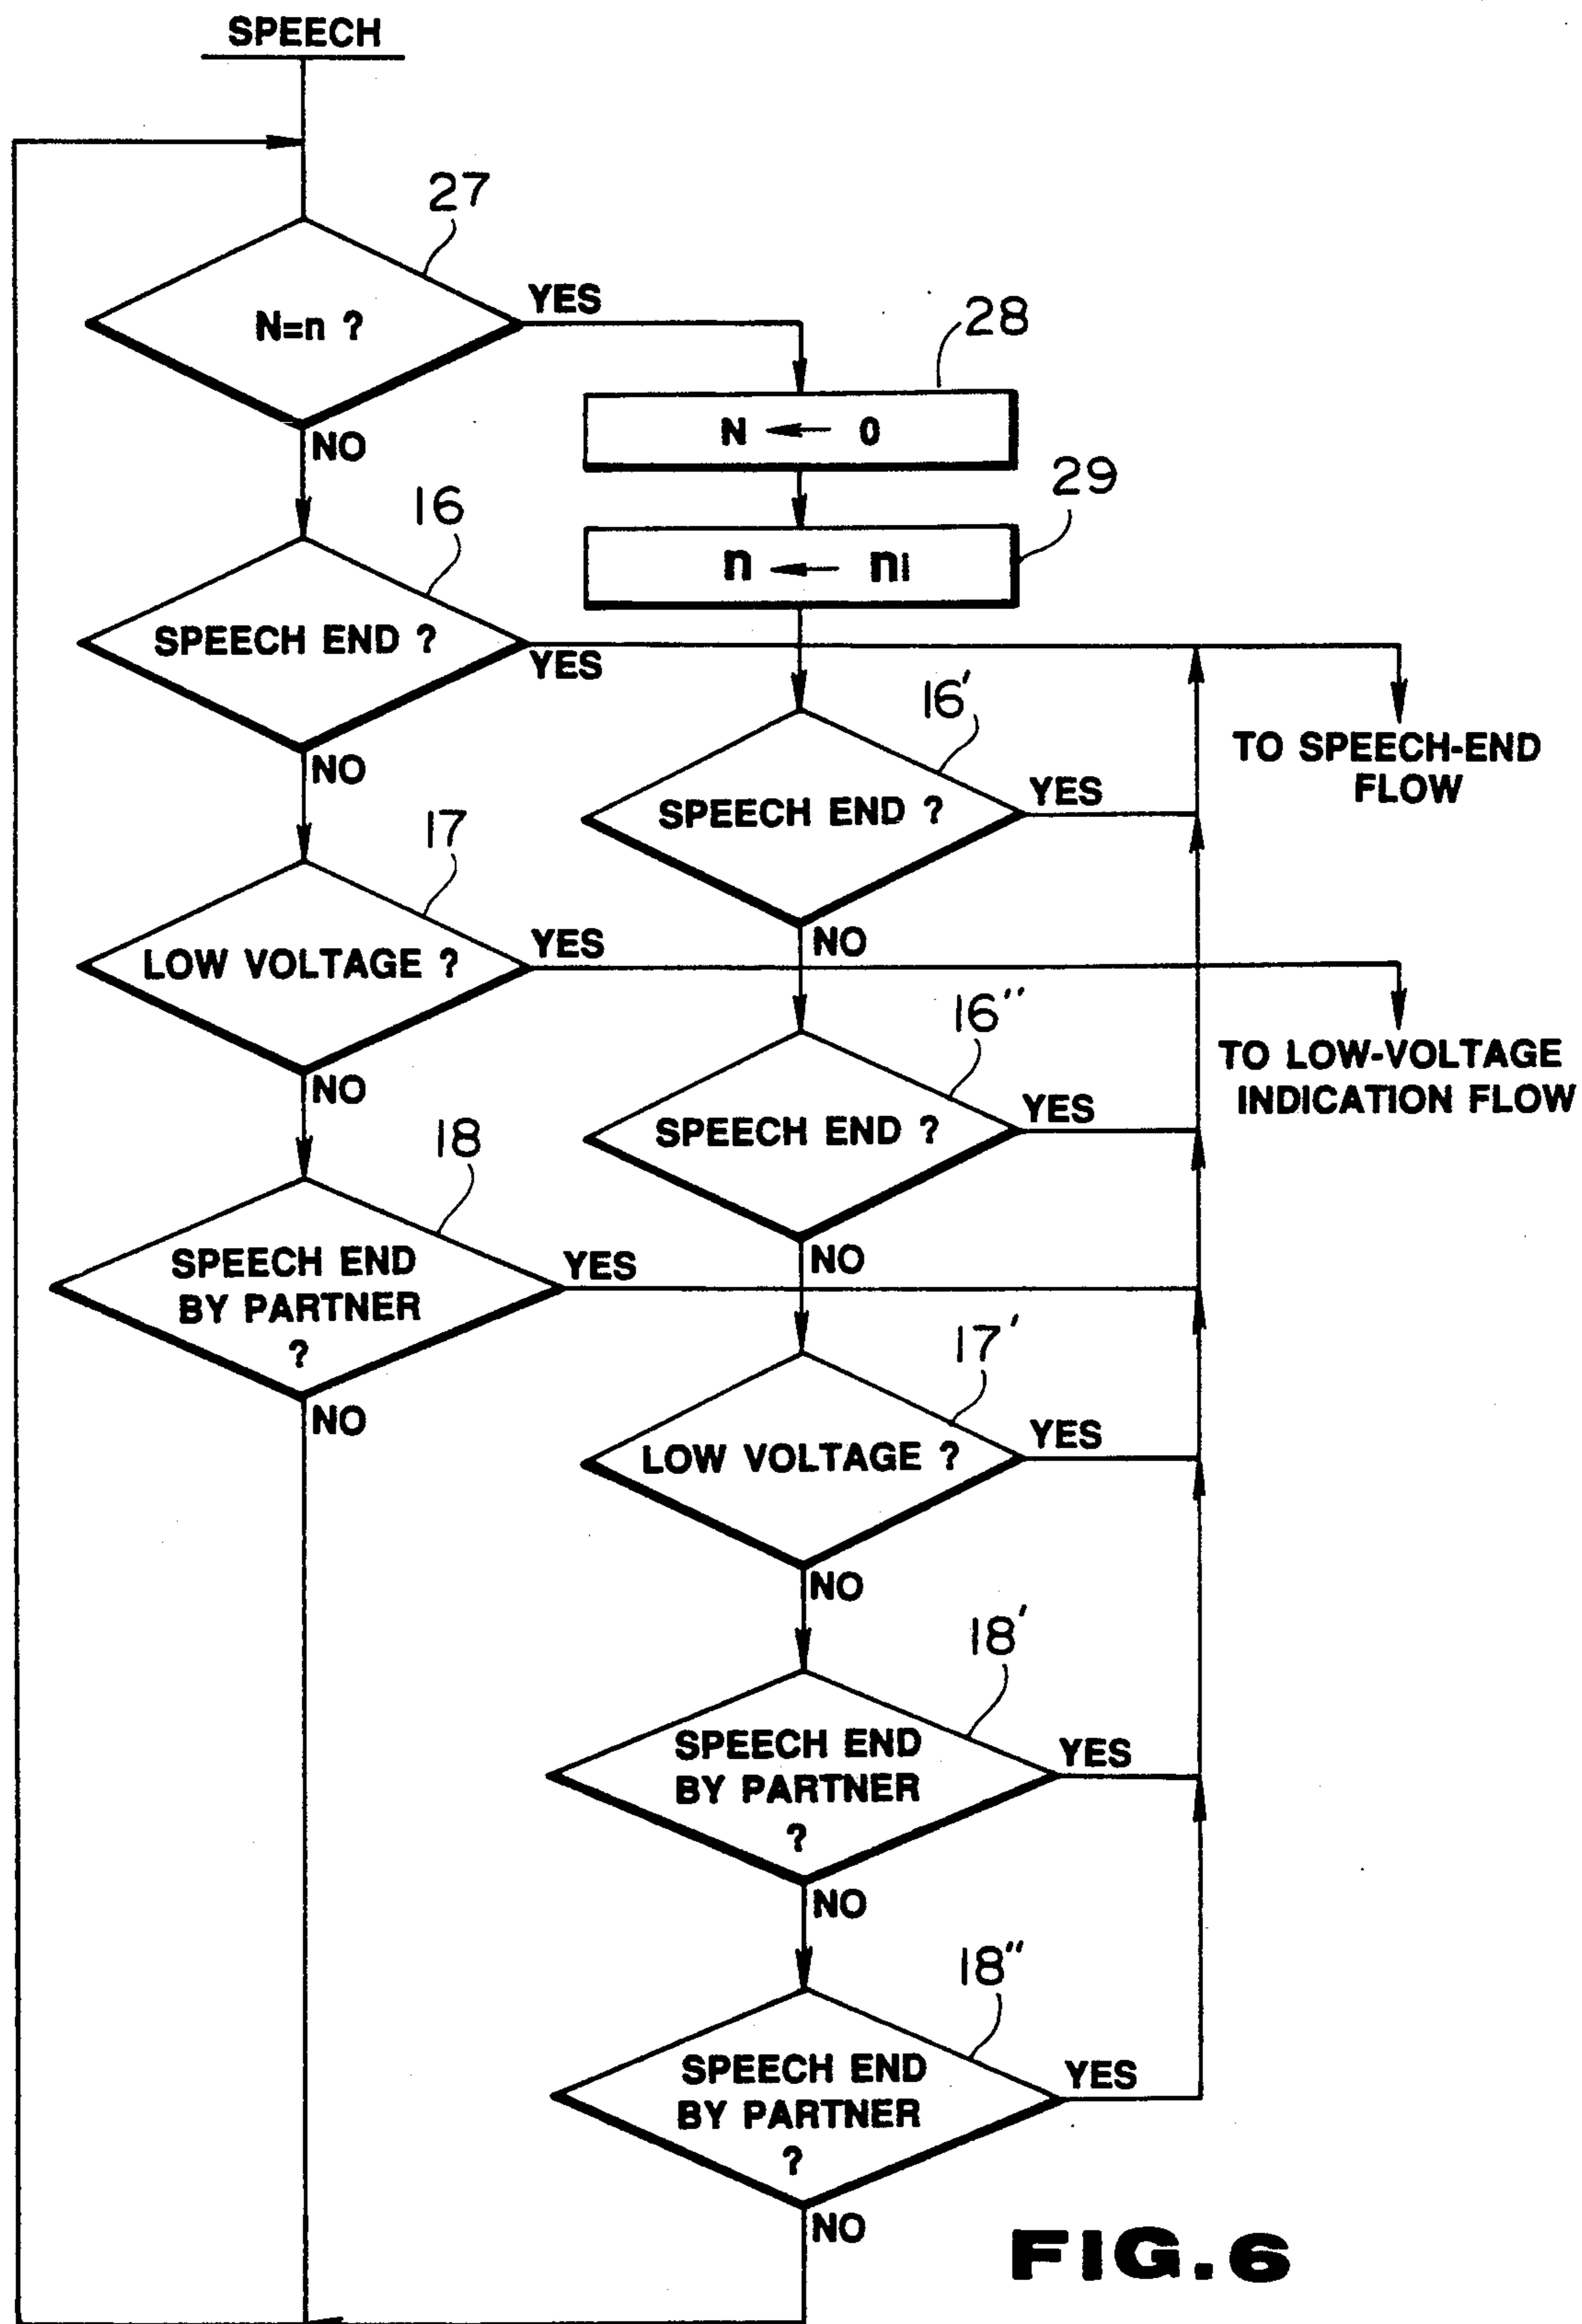 SPEECH
27
N=n ?
YES
28
N ← 0
NO
29
16
n ← ni
SPEECH END ?
YES
16'
TO SPEECH-END
FLOW
NO
SPEECH END ?
YES
17
NO
LOW VOLTAGE ?
YES
16''
TO LOW-VOLTAGE
INDICATION FLOW
NO
SPEECH END ?
YES
18
NO
SPEECH END
BY PARTNER
?
YES
17'
NO
LOW VOLTAGE ?
YES
NO
18'
SPEECH END
BY PARTNER
?
YES
NO
18''
SPEECH END
BY PARTNER
?
YES
NO
FIG.6